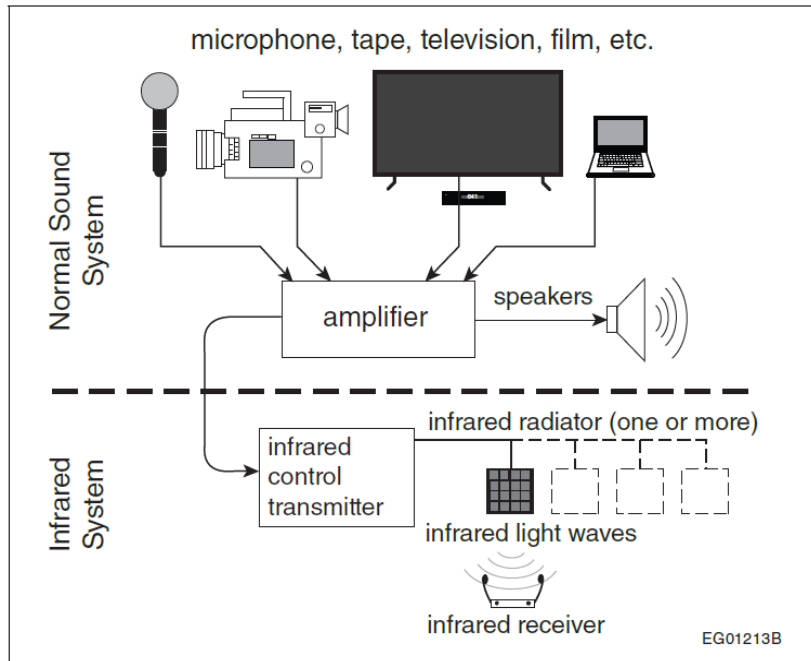 microphone, tape, television, film, etc.
Normal Sound
System
amplifier
speakers
infrared radiator (one or more)
infrared
control
transmitter
Infrared
System
infrared light waves
infrared receiver
EG01213B